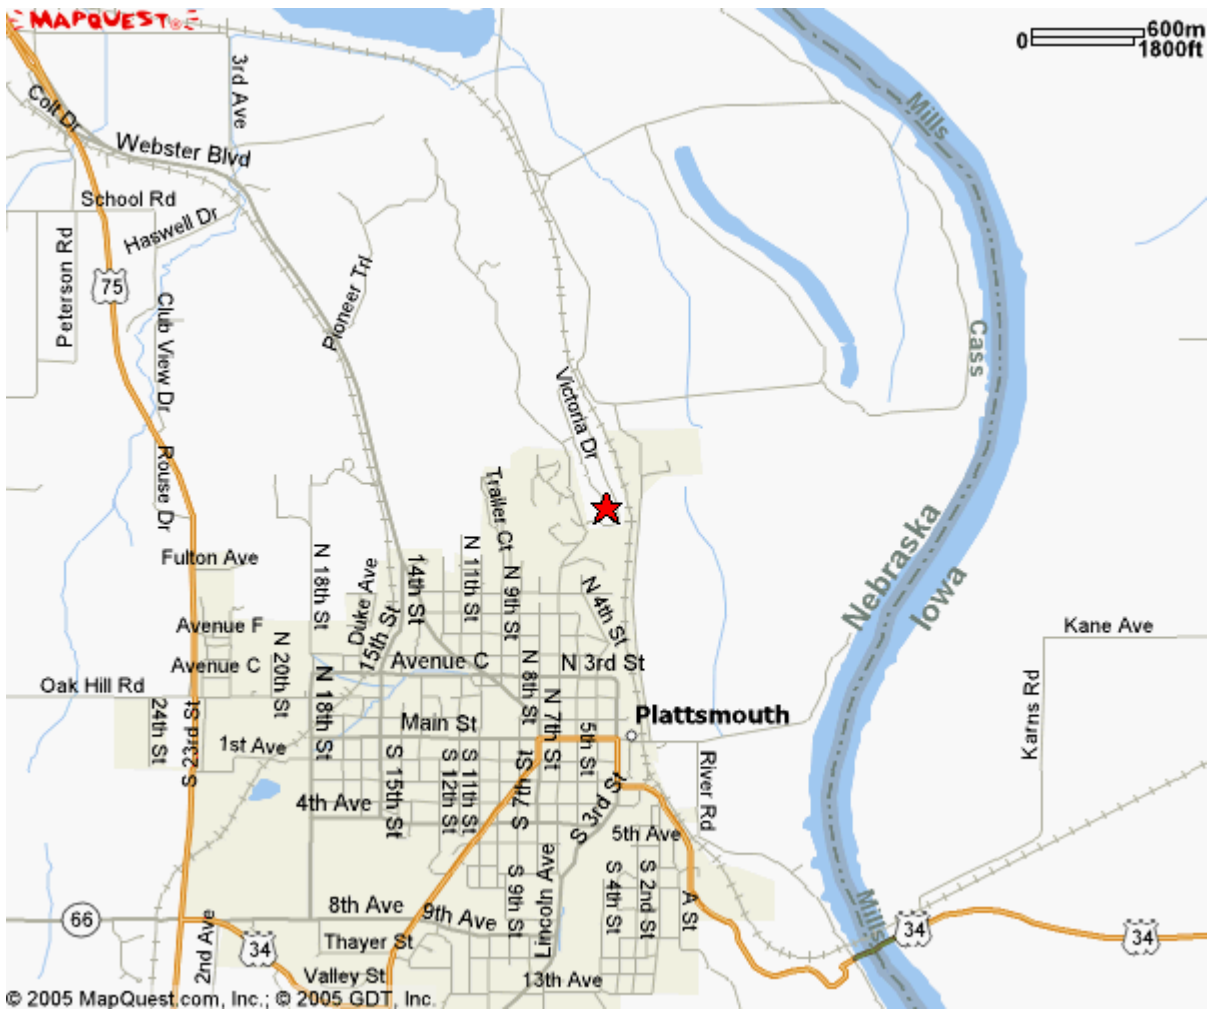 MAPQUEST®
0 600m
1800ft
3rd Ave
Colt Dr
Webster Blvd
Mills
School Rd
Haswell Dr
Peterson Rd
75
Pioneer Trl
Club View Dr
Cass
Victoria Dr
Rouse Dr
Trailer Ct
Nebraska
Iowa
Fulton Ave
N 18th St
Duke Ave
14th St
N 11th St
N 9th St
N 4th St
Avenue F
15th St
Kane Ave
Avenue C
N 20th St
Avenue C
N 8th St
N 3rd St
Oak Hill Rd
24th St
S 23rd St
N 18th St
Main St
N 7th St
5th St
Plattsmouth
Karns Rd
1st Ave
S 15th St
S 12th St
S 11th St
S 7th St
S 3rd St
River Rd
4th Ave
5th Ave
66
8th Ave
9th Ave
S 9th St
Lincoln Ave
S 4th St
S 2nd St
A St
Mills
34
34
34
2nd Ave
Thayer St
Valley St
13th Ave
© 2005 MapQuest.com, Inc.; © 2005 GDT, Inc.